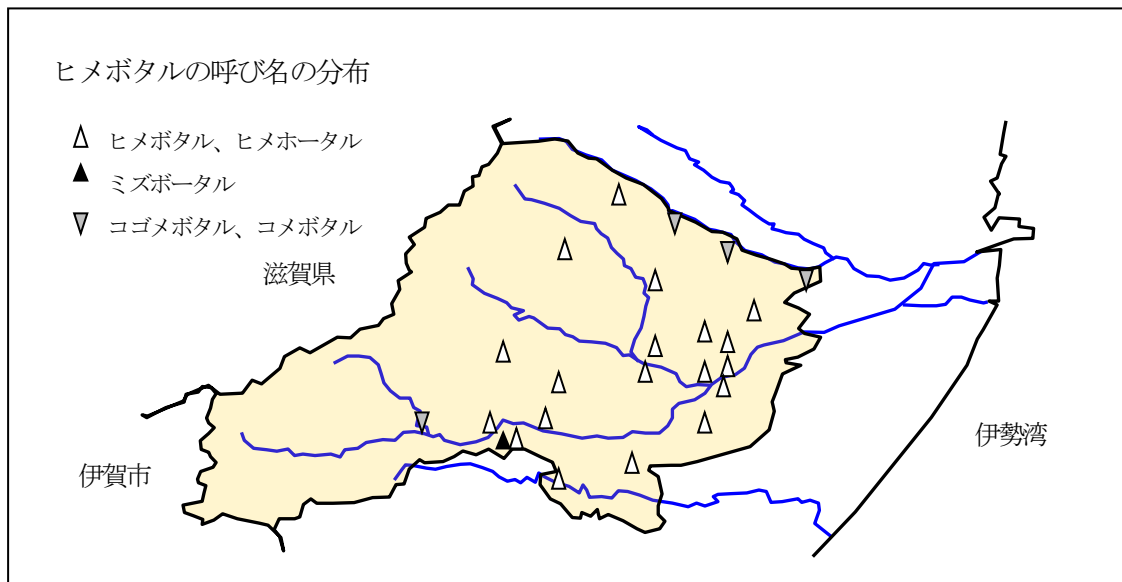 ヒメボタルの呼び名の分布
ヒメボタル、ヒメホータル
ミズボータル
コゴメボタル、コメボタル
滋賀県
伊勢湾
伊賀市